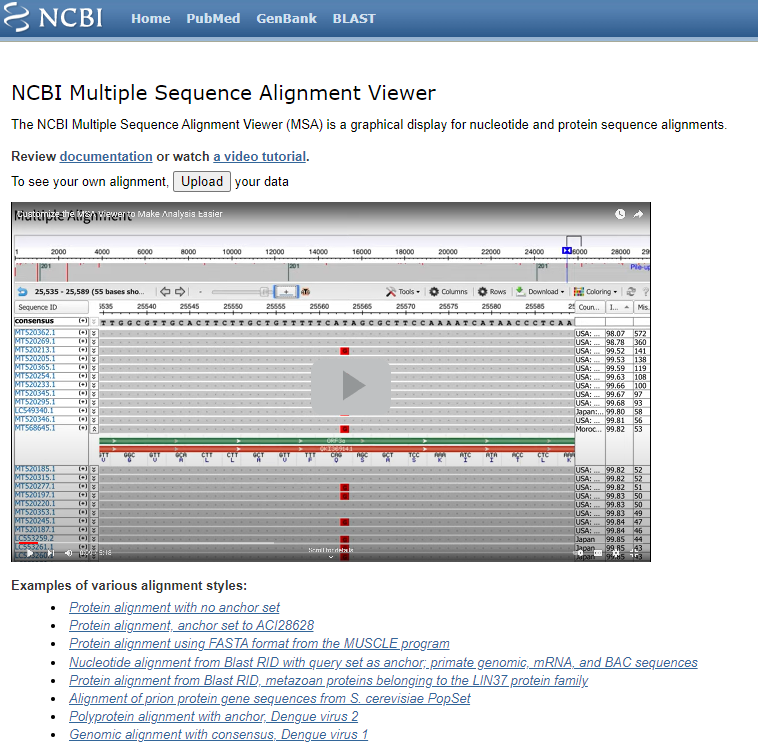 NCBI Home PubMed GenBank BLAST
NCBI Multiple Sequence Alignment Viewer
The NCBI Multiple Sequence Alignment Viewer (MSA) is a graphical display for nucleotide and protein sequence alignments.
Review documentation or watch a video tutorial.
To see your own alignment, Upload your data
Customize the MSA Viewer to Make Analysis Easier
Multiple Alignment
1 2000 4000 6000 8000 10000 12000 14000 16000 18000 20000 22000 24000 26000 28000 29
201 201 201 Pile-up
25,535 - 25,589 (55 bases sho... Tools Columns Rows Download Coloring ?
Sequence ID 5535 25540 25545 25550 25555 25560 25565 25570 25575 25580 25585 Coun... I... Mis.
consensus (+) T T G G C G T T G C A C T T C T T G C T G T T T T T C A T A G C G C T T C C A A A A T C A T A A C C C T C A A
MT520362.1 (+) USA: ... 98.07 572
MT520269.1 (+) USA: ... 98.78 360
MT520213.1 (+) USA: ... 99.52 141
MT520205.1 (+) USA: ... 99.53 138
MT520365.1 (+) USA: ... 99.59 119
MT520254.1 (+) USA: ... 99.63 108
MT520233.1 (+) USA: ... 99.66 100
MT520345.1 (+) USA: ... 99.67 97
MT520295.1 (+) USA: ... 99.68 93
LC549340.1 (+) Japan:... 99.80 58
MT520346.1 (+) USA: ... 99.81 56
MT568645.1 (+) Moroc... 99.82 53
ORF3a
MT520185.1 (+) USA: ... 99.82 52
MT520315.1 (+) USA: ... 99.82 52
MT520277.1 (+) USA: ... 99.82 51
MT520197.1 (+) USA: ... 99.83 50
MT520220.1 (+) USA: ... 99.83 50
MT520353.1 (+) USA: ... 99.83 49
MT520245.1 (+) USA: ... 99.84 47
MT520187.1 (+) USA: ... 99.84 46
LC553259.2 (+) Japan 99.85 44
LC553261.1 (+) Japan 99.85 43
Scroll for details
Examples of various alignment styles:
Protein alignment with no anchor set
Protein alignment, anchor set to ACI28628
Protein alignment using FASTA format from the MUSCLE program
Nucleotide alignment from Blast RID with query set as anchor; primate genomic, mRNA, and BAC sequences
Protein alignment from Blast RID, metazoan proteins belonging to the LIN37 protein family
Alignment of prion protein gene sequences from S. cerevisiae PopSet
Polyprotein alignment with anchor, Dengue virus 2
Genomic alignment with consensus, Dengue virus 1